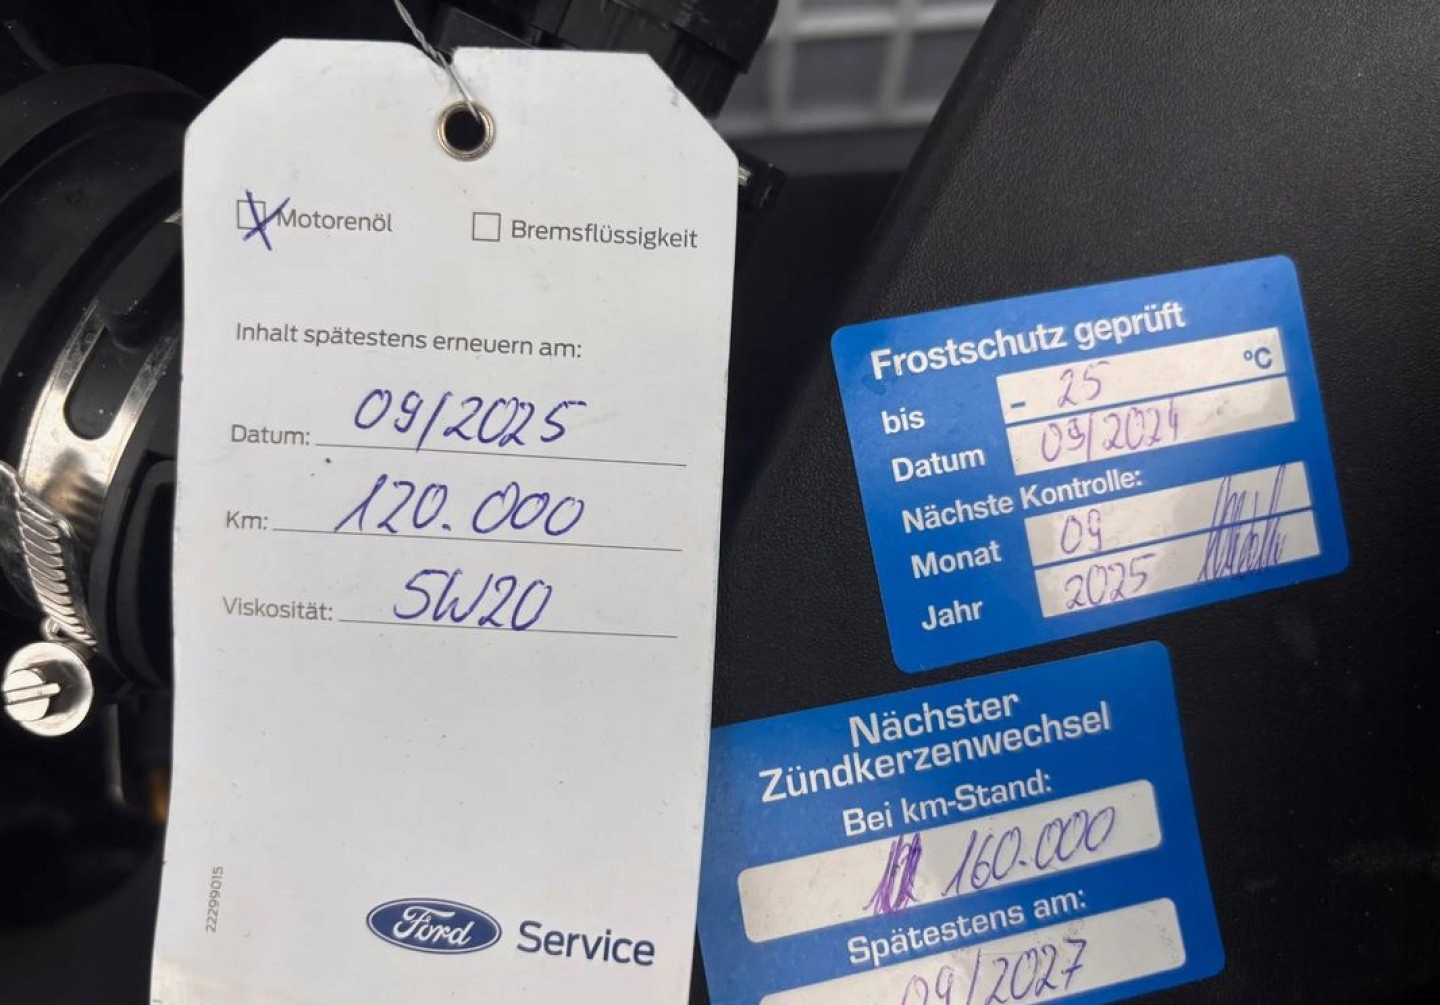 Motorenöl
Bremsflüssigkeit
Inhalt spätestens erneuern am:
Datum: 09/2025
Km: 120.000
Viskosität: 5W20
22299015
Ford Service
Frostschutz geprüft
bis - 25 °C
Datum 09/2024
Nächste Kontrolle:
Monat 09
Jahr 2025
Nächster
Zündkerzenwechsel
Bei km-Stand:
160.000
Spätestens am:
09/2027